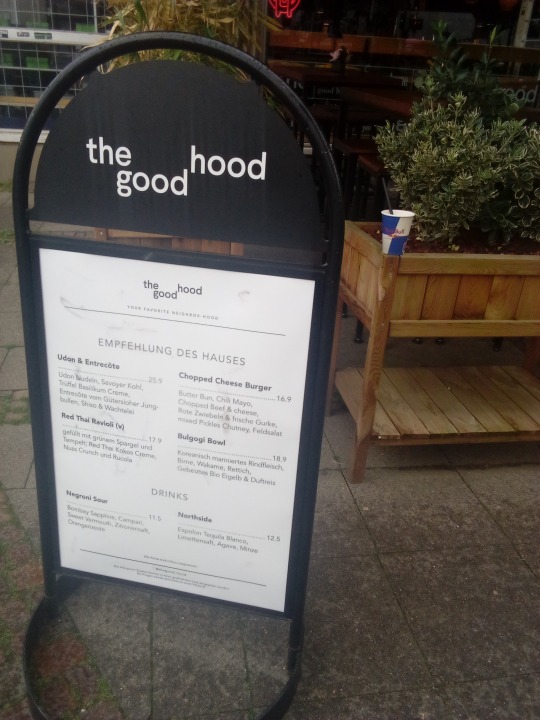 the
good
hood
the
good
hood
YOUR FAVORITE NEIGHBOR-HOOD
EMPFEHLUNG DES HAUSES
Udon & Entrecôte
Udon Nudeln, Savoyer Kohl, 25.9
Trüffel Basilikum Creme,
Entrecôte vom Gütersloher Jung-
bullen, Shiso & Wachtelei
Red Thai Ravioli (v)
gefüllt mit grünem Spargel und 17.9
Tempeh, Red Thai Kokos Creme,
Nuss Crunch und Rucola
Chopped Cheese Burger
Butter Bun, Chili Mayo, 16.9
Chopped Beef & cheese,
Rote Zwiebeln & frische Gurke,
mixed Pickles Chutney, Feldsalat
Bulgogi Bowl
Koreanisch mariniertes Rindfleisch, 18.9
Birne, Wakame, Rettich,
Gebeiztes Bio Eigelb & Duftreis
DRINKS
Negroni Sour
Bombay Sapphire, Campari, 11.5
Sweet Vermouth, Zitronensaft,
Orangenzeste
Northside
Espolon Tequila Blanco, 12.5
Limettensaft, Agave, Minze